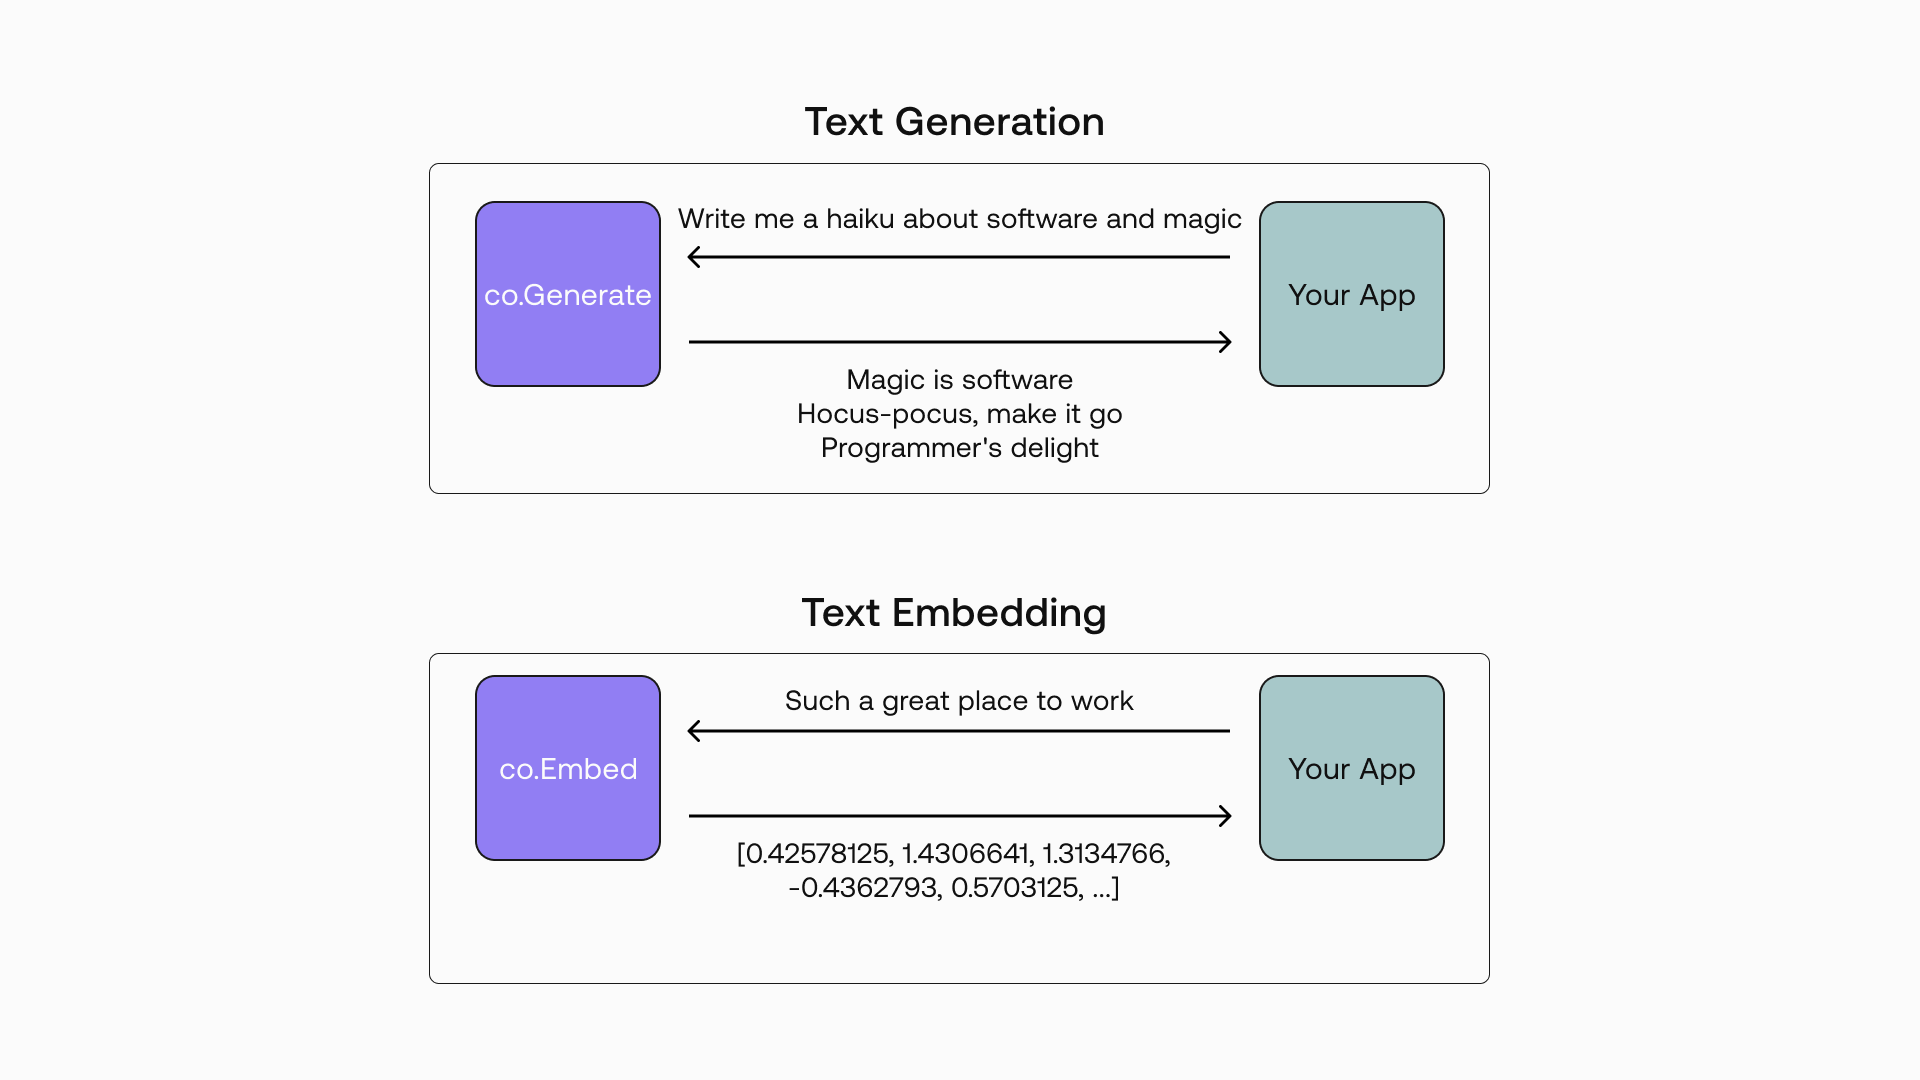 Text Generation
Write me a haiku about software and magic
co.Generate
Your App
Magic is software
Hocus-pocus, make it go
Programmer's delight
Text Embedding
Such a great place to work
co.Embed
Your App
[0.42578125, 1.4306641, 1.3134766,
-0.4362793, 0.5703125, ...]